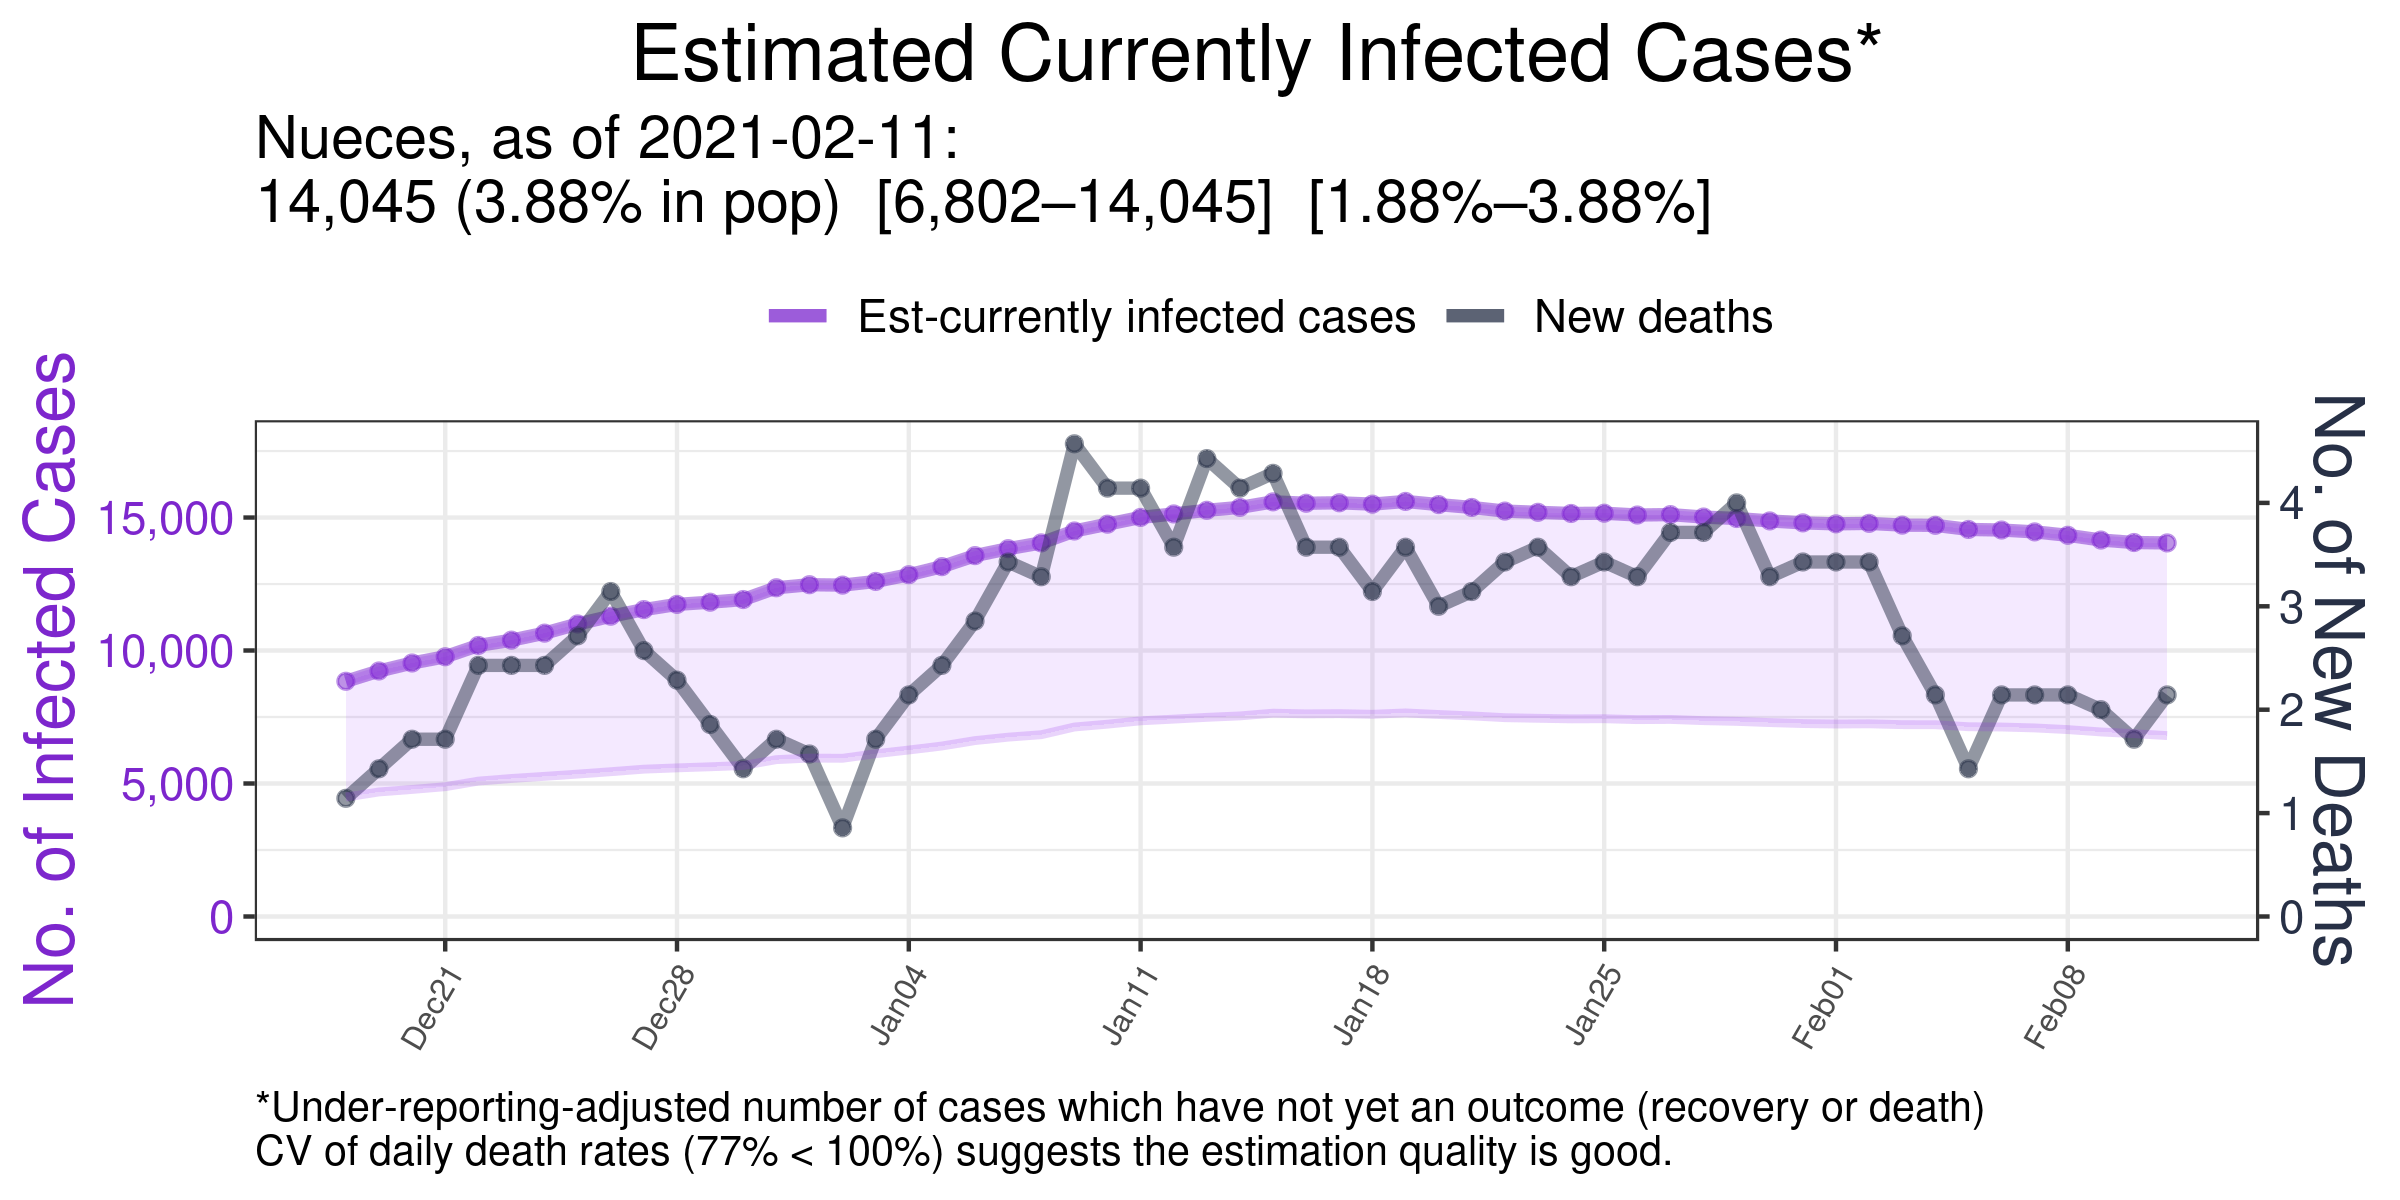 Estimated Currently Infected Cases*
Nueces, as of 2021-02-11:
14,045 (3.88% in pop)  [6,802–14,045]  [1.88%–3.88%]
Est-currently infected cases
New deaths
No. of Infected Cases
15,000
10,000
5,000
0
4
3
2
1
0
No. of New Deaths
Dec21
Dec28
Jan04
Jan11
Jan18
Jan25
Feb01
Feb08
*Under-reporting-adjusted number of cases which have not yet an outcome (recovery or death)
CV of daily death rates (77% < 100%) suggests the estimation quality is good.